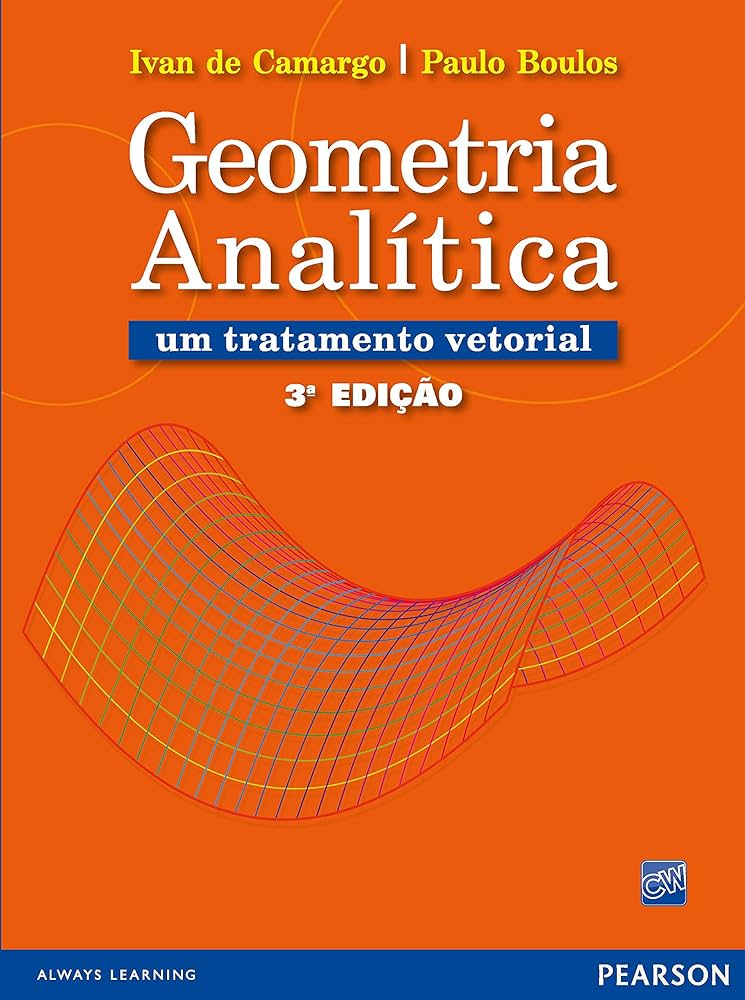 Ivan de Camargo | Paulo Boulos
Geometria
Analítica
um tratamento vetorial
3ª EDIÇÃO
CW
ALWAYS LEARNING
PEARSON